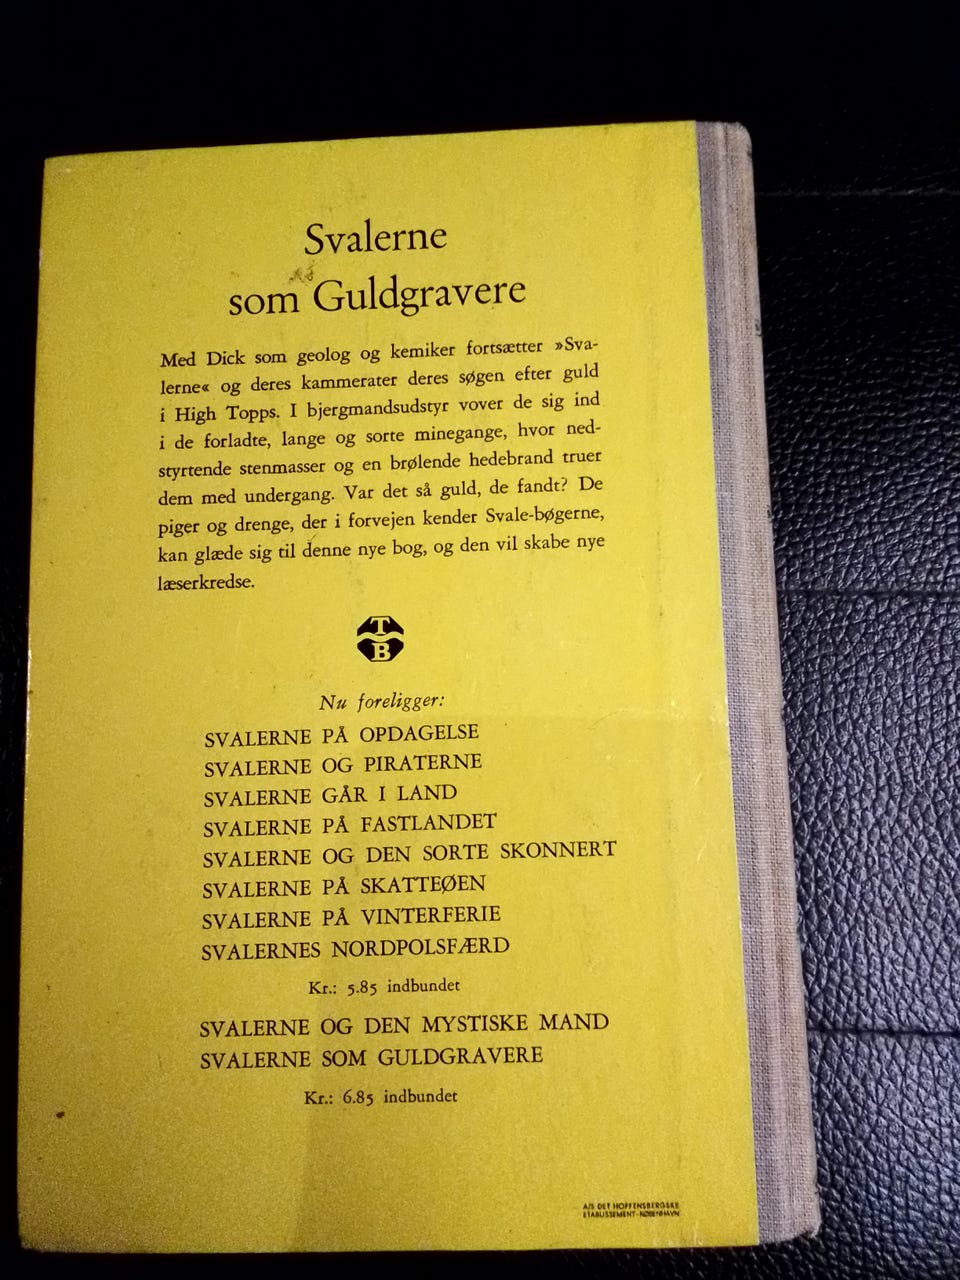 Svalerne
som Guldgravere
Med Dick som geolog og kemiker fortsætter »Sva-
lerne« og deres kammerater deres søgen efter guld
i High Topps. I bjergmandsudstyr vover de sig ind
i de forladte, lange og sorte minegange, hvor ned-
styrtende stenmasser og en brølende hedebrand truer
dem med undergang. Var det så guld, de fandt? De
piger og drenge, der i forvejen kender Svale-bøgerne,
kan glæde sig til denne nye bog, og den vil skabe nye
læserkredse.
T
B
Nu foreligger:
SVALERNE PÅ OPDAGELSE
SVALERNE OG PIRATERNE
SVALERNE GÅR I LAND
SVALERNE PÅ FASTLANDET
SVALERNE OG DEN SORTE SKONNERT
SVALERNE PÅ SKATTEØEN
SVALERNE PÅ VINTERFERIE
SVALERNES NORDPOLSFÆRD
Kr.: 5.85 indbundet
SVALERNE OG DEN MYSTISKE MAND
SVALERNE SOM GULDGRAVERE
Kr.: 6.85 indbundet
A/S DET HOFFENSBERGSKE
ETABLISSEMENT - KØBENHAVN